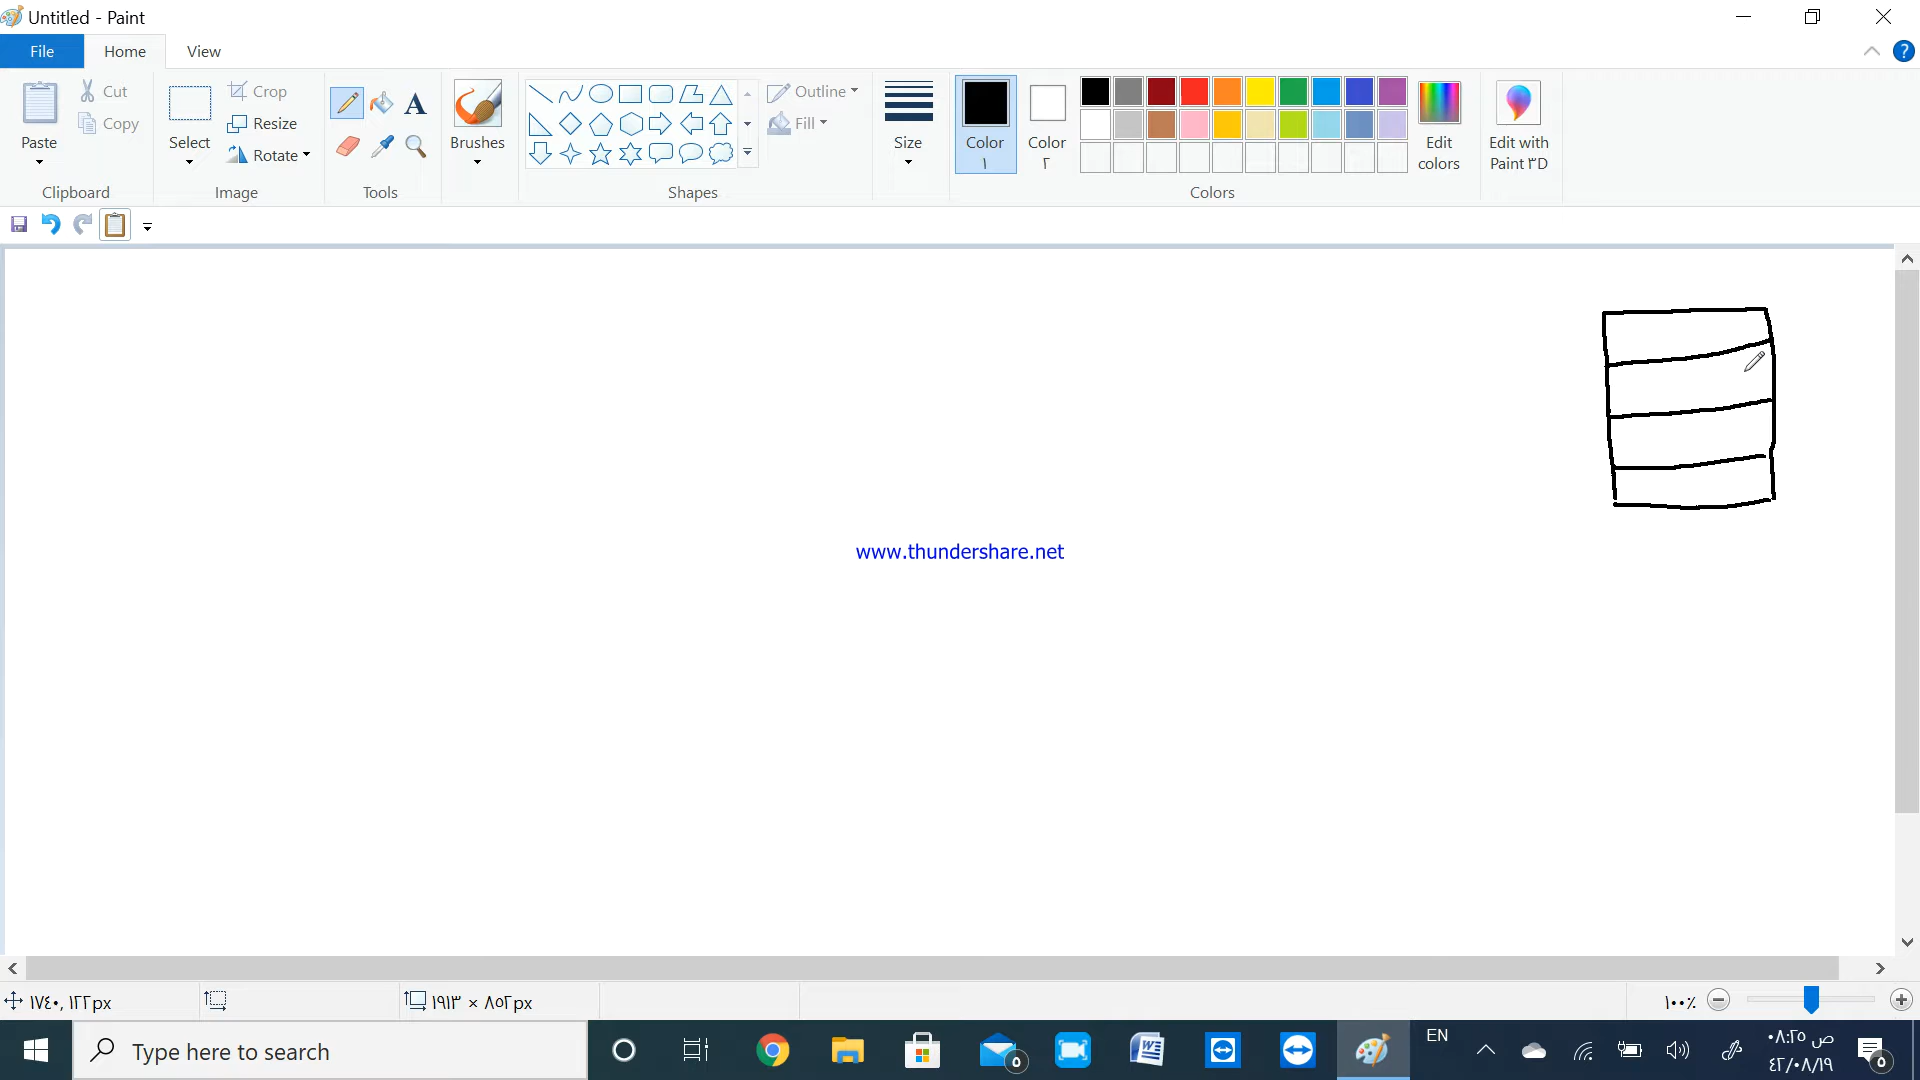 Untitled - Paint
File
Home
View
Paste
Cut
Copy
Clipboard
Select
Crop
Resize
Rotate
Image
A
Tools
Brushes
Shapes
Outline
Fill
Size
Color
١
Color
٢
Colors
Edit
colors
Edit with
Paint ٣D
www.thundershare.net
١٧٤٠, ١٢٢px
١٩١٣ × ٨٥٢px
١٠٠٪
Type here to search
EN
٠٨:٢٥ ص
٤٢/٠٨/١٩